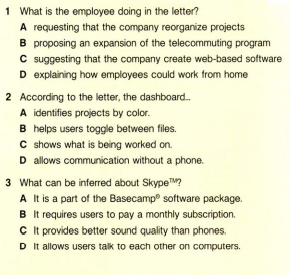 1 What is the employee doing in the letter?
A requesting that the company reorganize projects
B proposing an expansion of the telecommuting program
C suggesting that the company create web-based software
D explaining how employees could work from home
2 According to the letter, the dashboard...
A identifies projects by color.
B helps users toggle between files.
C shows what is being worked on.
D allows communication without a phone.
3 What can be inferred about Skype™?
A It is a part of the Basecamp® software package.
B It requires users to pay a monthly subscription.
C It provides better sound quality than phones.
D It allows users talk to each other on computers.